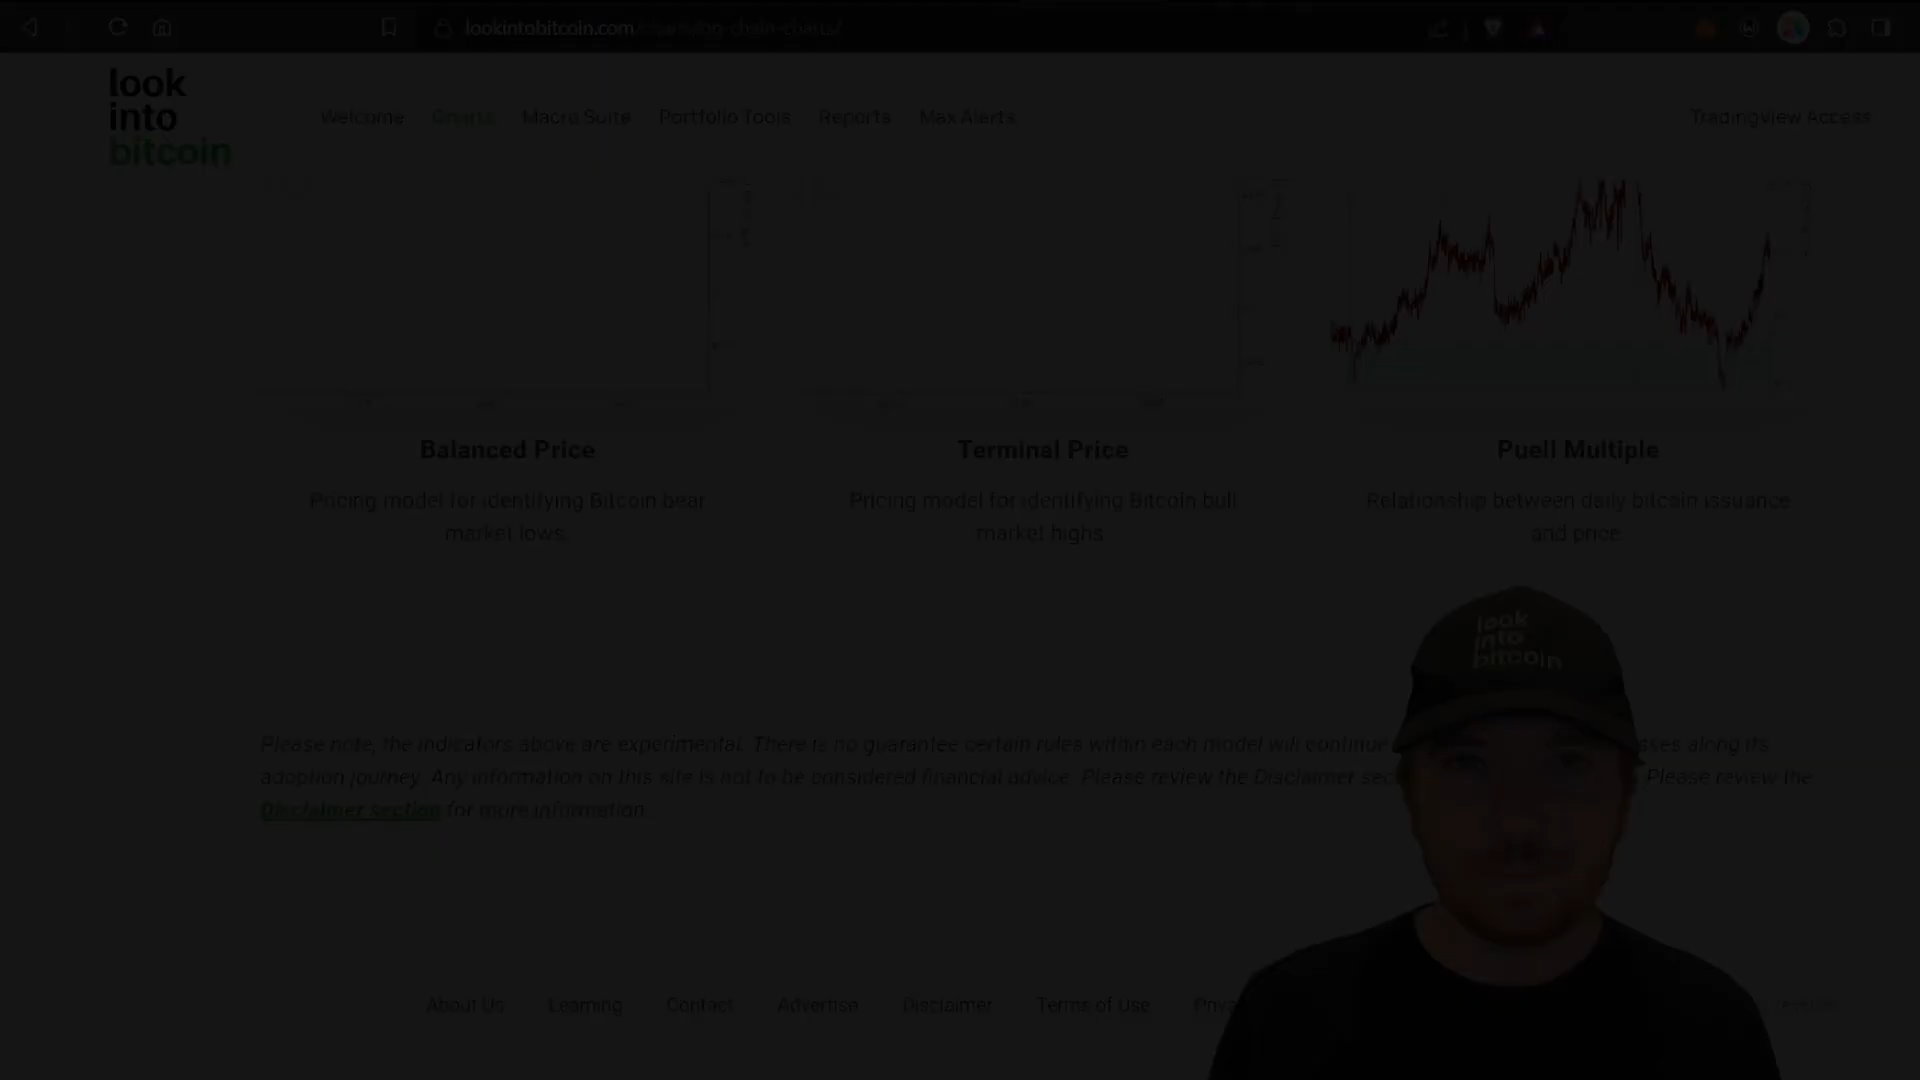 lookintobitcoin.com
look
into
bitcoin
Welcome Charts Macro Suite Portfolio Tools Reports Max Alerts TradingView Access
Balanced Price
Pricing model for identifying Bitcoin bear
market lows.
Terminal Price
Pricing model for identifying Bitcoin bull
market highs.
Puell Multiple
Relationship between daily bitcoin issuance
and price.
look
into
bitcoin
Please note, the indicators above are experimental. There is no guarantee certain rules within each model will continue along its
adoption journey. Any information on this site is not to be considered financial advice. Please review the Disclaimer Please review the
Disclaimer section for more information.
About Us Learning Contact Advertise Disclaimer Terms of Use